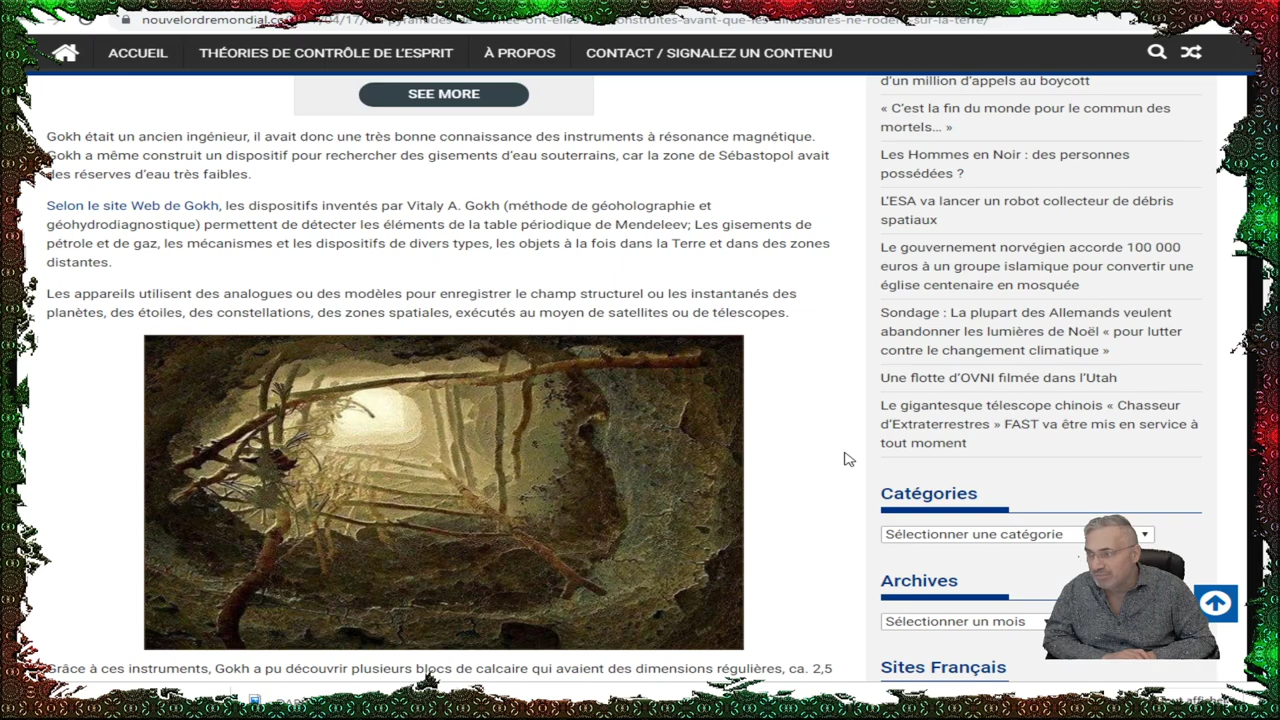 nouvelordremondial.
ACCUEIL THÉORIES DE CONTRÔLE DE L'ESPRIT À PROPOS CONTACT / SIGNALEZ UN CONTENU
SEE MORE
Gokh était un ancien ingénieur, il avait donc une très bonne connaissance des instruments à résonance magnétique.
Gokh a même construit un dispositif pour rechercher des gisements d'eau souterrains, car la zone de Sébastopol avait
des réserves d'eau très faibles.
Selon le site Web de Gokh, les dispositifs inventés par Vitaly A. Gokh (méthode de géoholographie et
géohydrodiagnostique) permettent de détecter les éléments de la table périodique de Mendeleev; Les gisements de
pétrole et de gaz, les mécanismes et les dispositifs de divers types, les objets à la fois dans la Terre et dans des zones
distantes.
Les appareils utilisent des analogues ou des modèles pour enregistrer le champ structurel ou les instantanés des
planètes, des étoiles, des constellations, des zones spatiales, exécutés au moyen de satellites ou de télescopes.
Grâce à ces instruments, Gokh a pu découvrir plusieurs blocs de calcaire qui avaient des dimensions régulières, ca. 2,5
d'un million d'appels au boycott
« C'est la fin du monde pour le commun des
mortels… »
Les Hommes en Noir : des personnes
possédées ?
L'ESA va lancer un robot collecteur de débris
spatiaux
Le gouvernement norvégien accorde 100 000
euros à un groupe islamique pour convertir une
église centenaire en mosquée
Sondage : La plupart des Allemands veulent
abandonner les lumières de Noël « pour lutter
contre le changement climatique »
Une flotte d'OVNI filmée dans l'Utah
Le gigantesque télescope chinois « Chasseur
d'Extraterrestres » FAST va être mis en service à
tout moment
Catégories
Sélectionner une catégorie
Archives
Sélectionner un mois
Sites Français